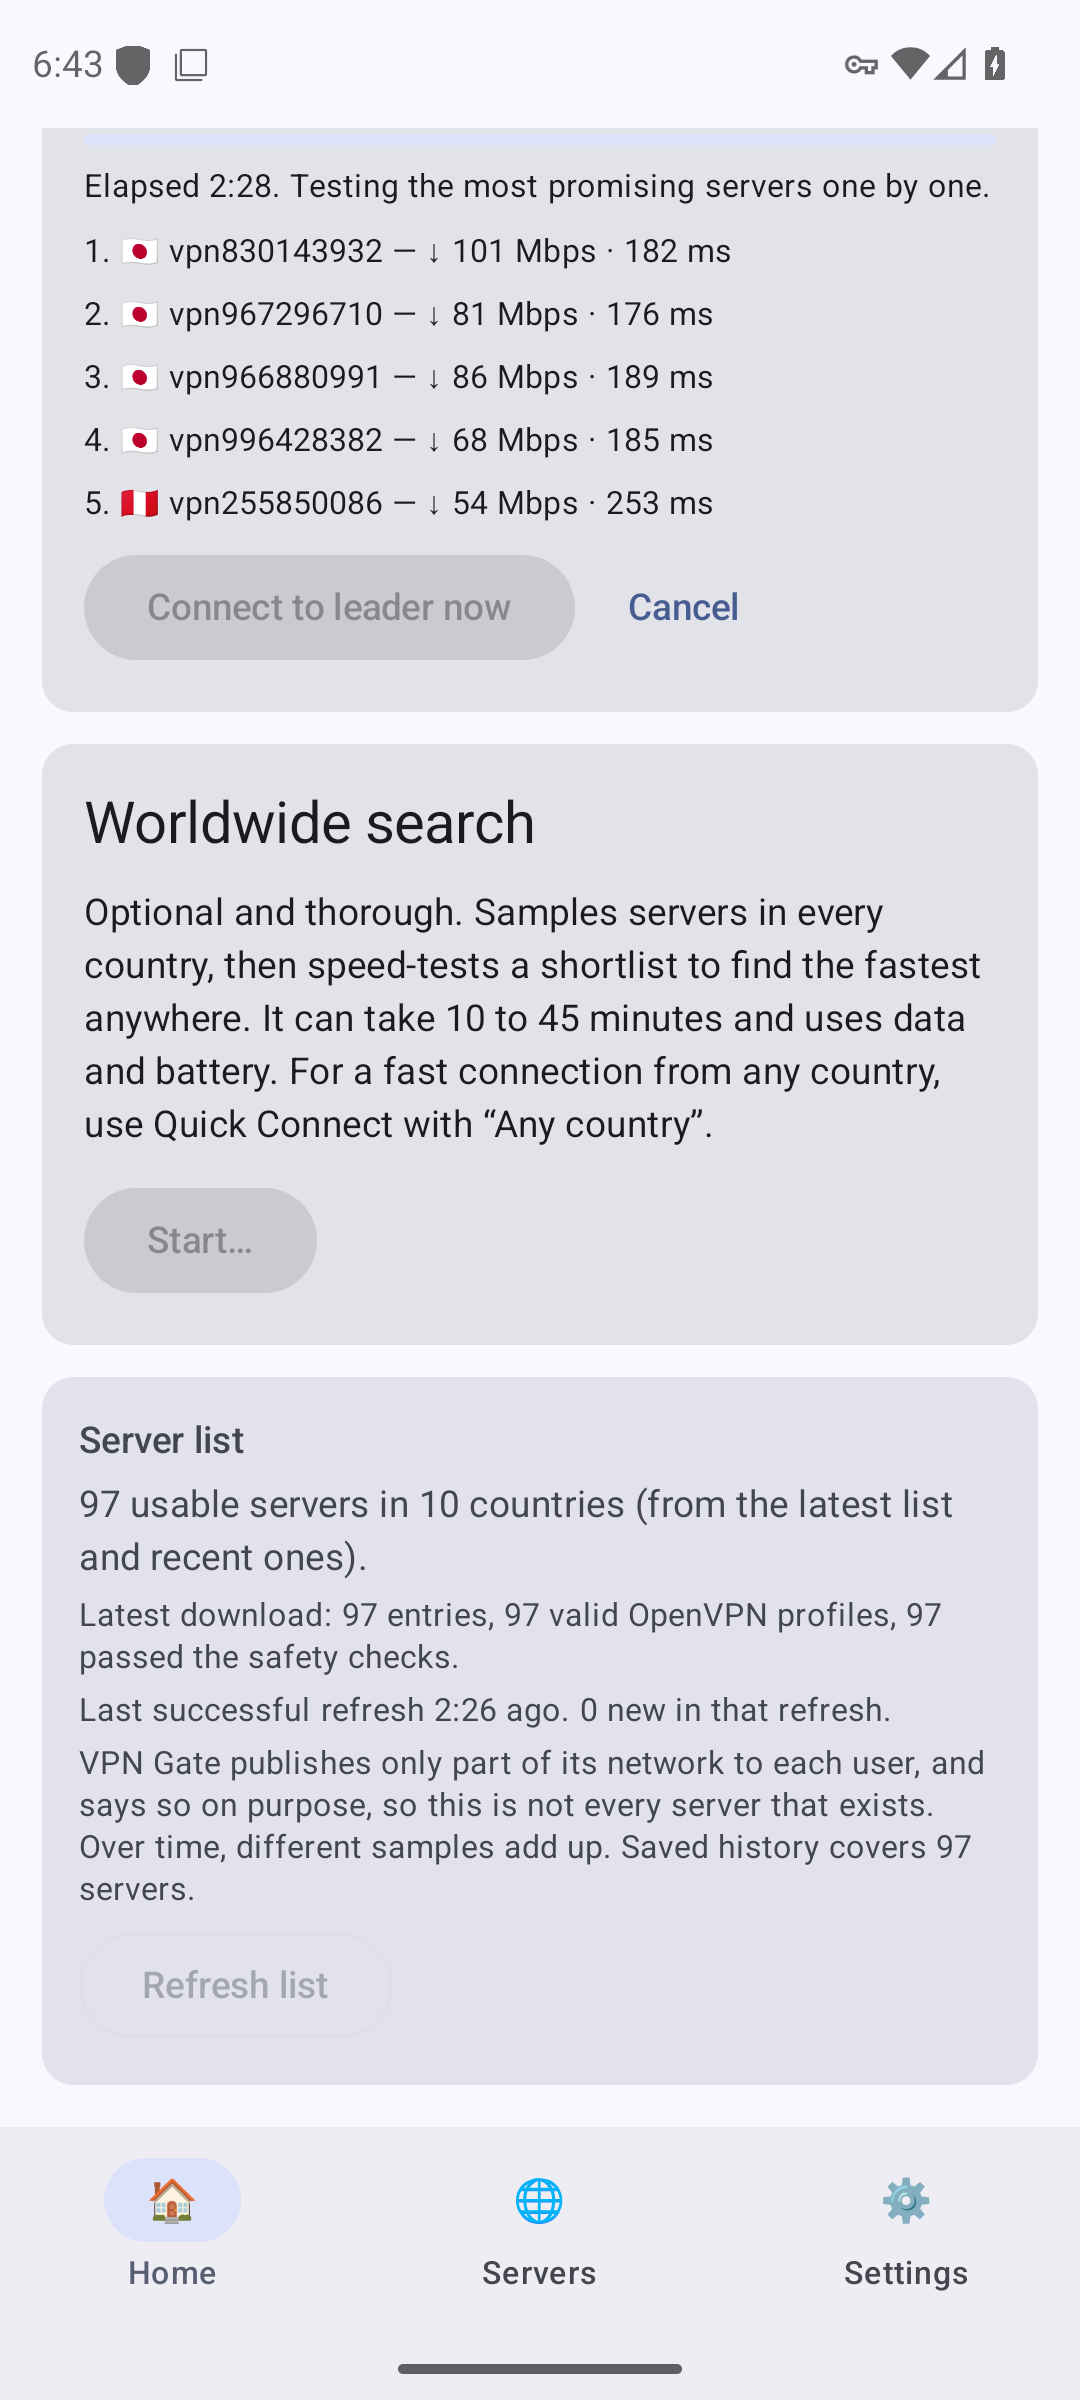 6:43
Elapsed 2:28. Testing the most promising servers one by one.
1. 🇯🇵 vpn830143932 — ↓ 101 Mbps · 182 ms
2. 🇯🇵 vpn967296710 — ↓ 81 Mbps · 176 ms
3. 🇯🇵 vpn966880991 — ↓ 86 Mbps · 189 ms
4. 🇯🇵 vpn996428382 — ↓ 68 Mbps · 185 ms
5. 🇵🇪 vpn255850086 — ↓ 54 Mbps · 253 ms
Connect to leader now
Cancel
Worldwide search
Optional and thorough. Samples servers in every
country, then speed-tests a shortlist to find the fastest
anywhere. It can take 10 to 45 minutes and uses data
and battery. For a fast connection from any country,
use Quick Connect with “Any country”.
Start…
Server list
97 usable servers in 10 countries (from the latest list
and recent ones).
Latest download: 97 entries, 97 valid OpenVPN profiles, 97
passed the safety checks.
Last successful refresh 2:26 ago. 0 new in that refresh.
VPN Gate publishes only part of its network to each user, and
says so on purpose, so this is not every server that exists.
Over time, different samples add up. Saved history covers 97
servers.
Refresh list
Home
Servers
Settings